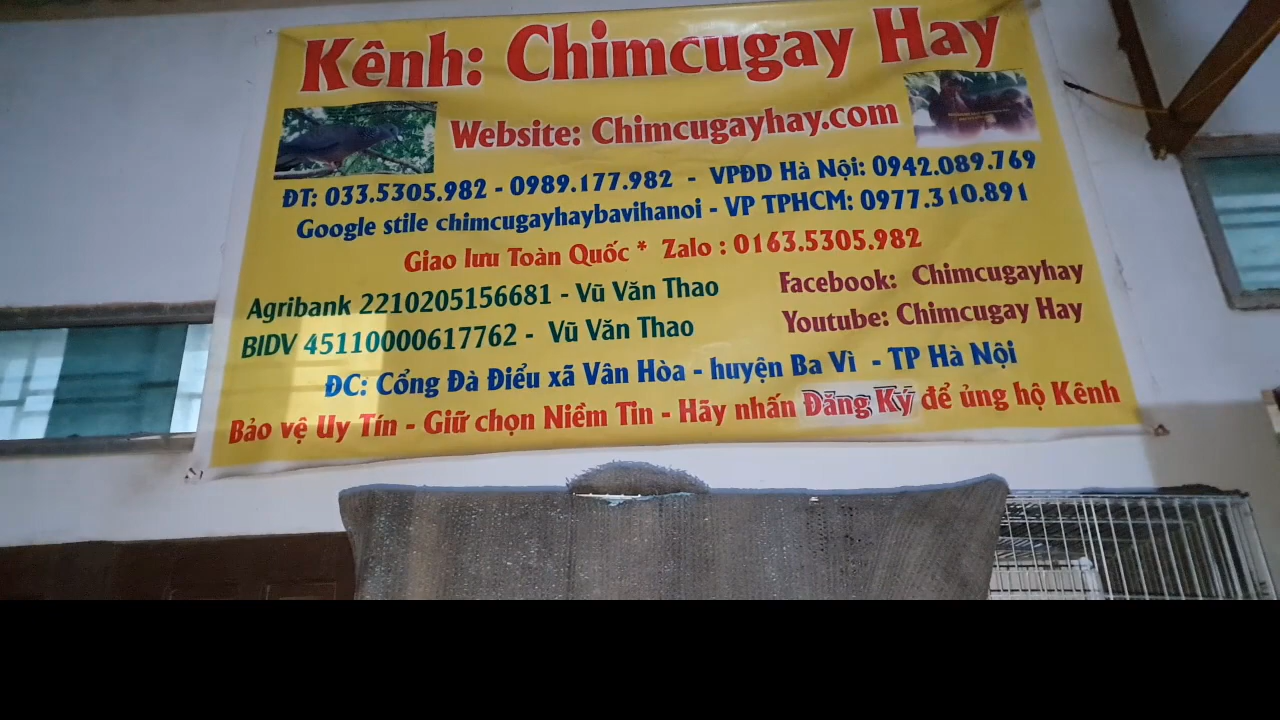 Kênh: Chimcugay Hay
Website: Chimcugayhay.com
ĐT: 033.5305.982 - 0989.177.982 - VPĐD Hà Nội: 0942.089.769
Google stile chimcugayhaybavihanoi - VP TPHCM: 0977.310.891
Giao lưu Toàn Quốc * Zalo : 0163.5305.982
Agribank 2210205156681 - Vũ Văn Thao
Facebook: Chimcugayhay
BIDV 45110000617762 - Vũ Văn Thao
Youtube: Chimcugay Hay
ĐC: Cổng Đà Điểu xã Vân Hòa - huyện Ba Vì - TP Hà Nội
Bảo vệ Uy Tín - Giữ chọn Niềm Tin - Hãy nhấn Đăng Ký để ủng hộ Kênh